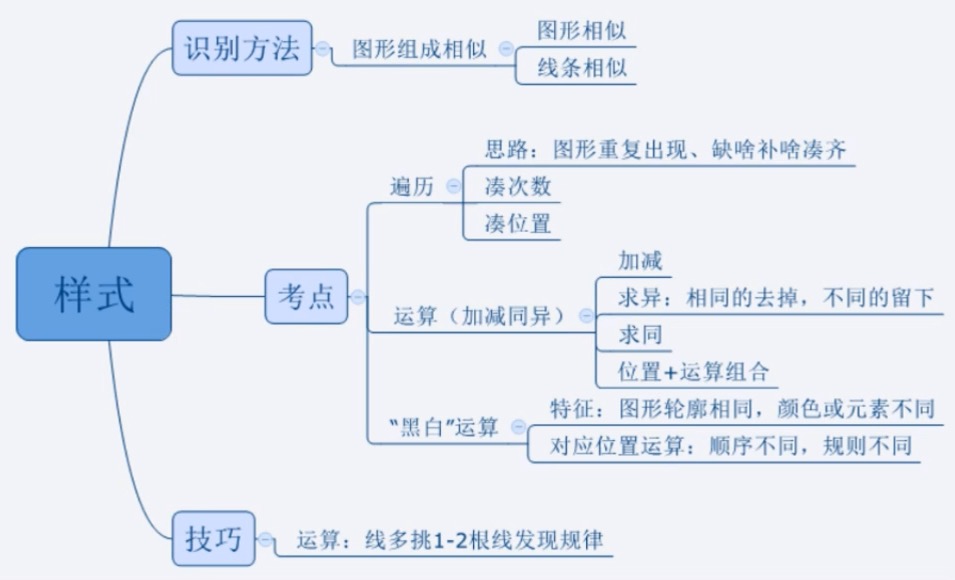 识别方法
图形组成相似
图形相似
线条相似
样式
考点
遍历
思路：图形重复出现、缺啥补啥凑齐
凑次数
凑位置
运算（加减同异）
加减
求异：相同的去掉，不同的留下
求同
位置+运算组合
“黑白”运算
特征：图形轮廓相同，颜色或元素不同
对应位置运算：顺序不同，规则不同
技巧
运算：线多挑1-2根线发现规律